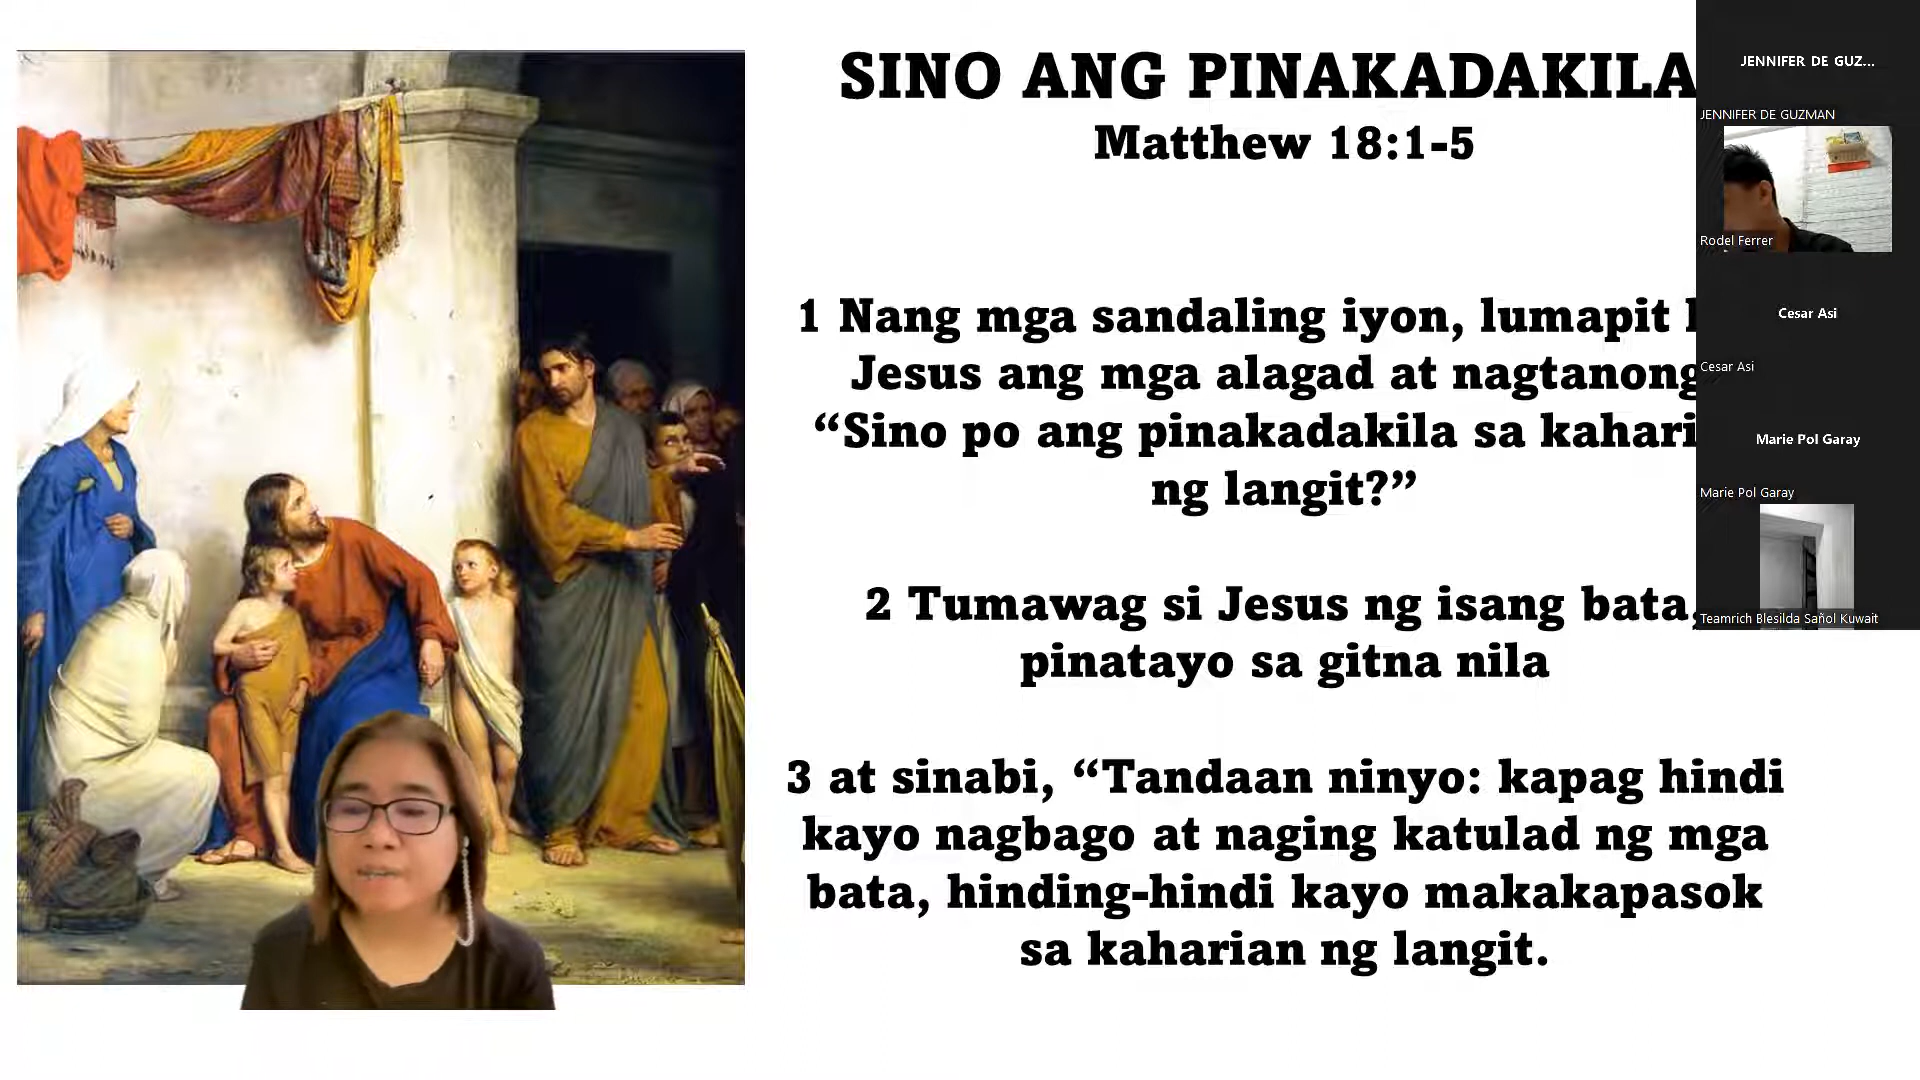 SINO ANG PINAKADAKILA
Matthew 18:1-5
1 Nang mga sandaling iyon, lumapit
Jesus ang mga alagad at nagtanong
“Sino po ang pinakadakila sa kahari
ng langit?”
2 Tumawag si Jesus ng isang bata,
pinatayo sa gitna nila
3 at sinabi, “Tandaan ninyo: kapag hindi
kayo nagbago at naging katulad ng mga
bata, hinding-hindi kayo makakapasok
sa kaharian ng langit.
JENNIFER DE GUZ...
JENNIFER DE GUZMAN
Rodel Ferrer
Cesar Asi
Cesar Asi
Marie Pol Garay
Marie Pol Garay
Teamrich Blesilda Sañol Kuwait